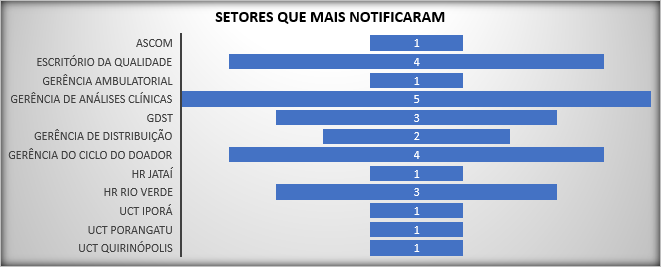 SETORES QUE MAIS NOTIFICARAM
ASCOM 1
ESCRITÓRIO DA QUALIDADE 4
GERÊNCIA AMBULATORIAL 1
GERÊNCIA DE ANÁLISES CLÍNICAS 5
GDST 3
GERÊNCIA DE DISTRIBUIÇÃO 2
GERÊNCIA DO CICLO DO DOADOR 4
HR JATAÍ 1
HR RIO VERDE 3
UCT IPORÁ 1
UCT PORANGATU 1
UCT QUIRINÓPOLIS 1